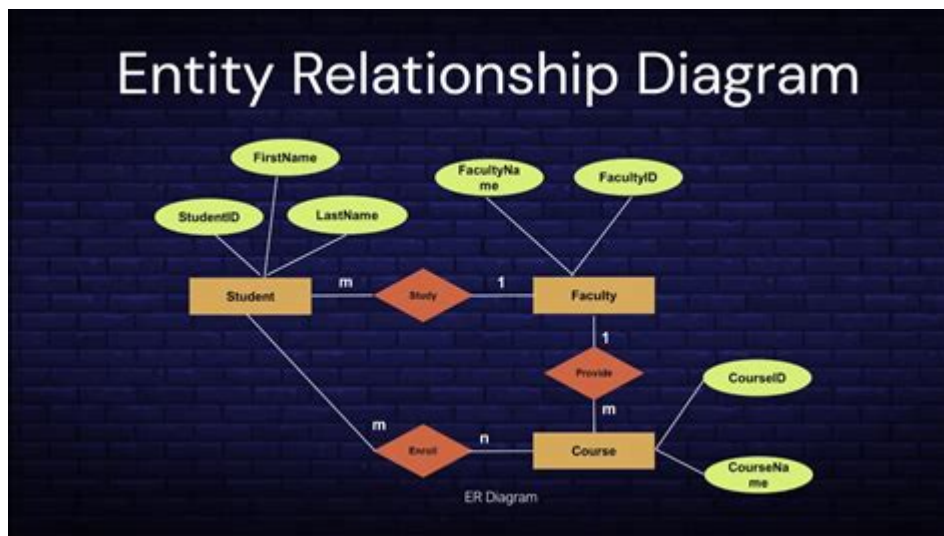 Entity Relationship Diagram
FirstName
FacultyNa
me
FacultyID
StudentID
LastName
Student
m
Study
1
Faculty
1
Provide
CourseID
m
m
Enroll
n
Course
CourseNa
me
ER Diagram